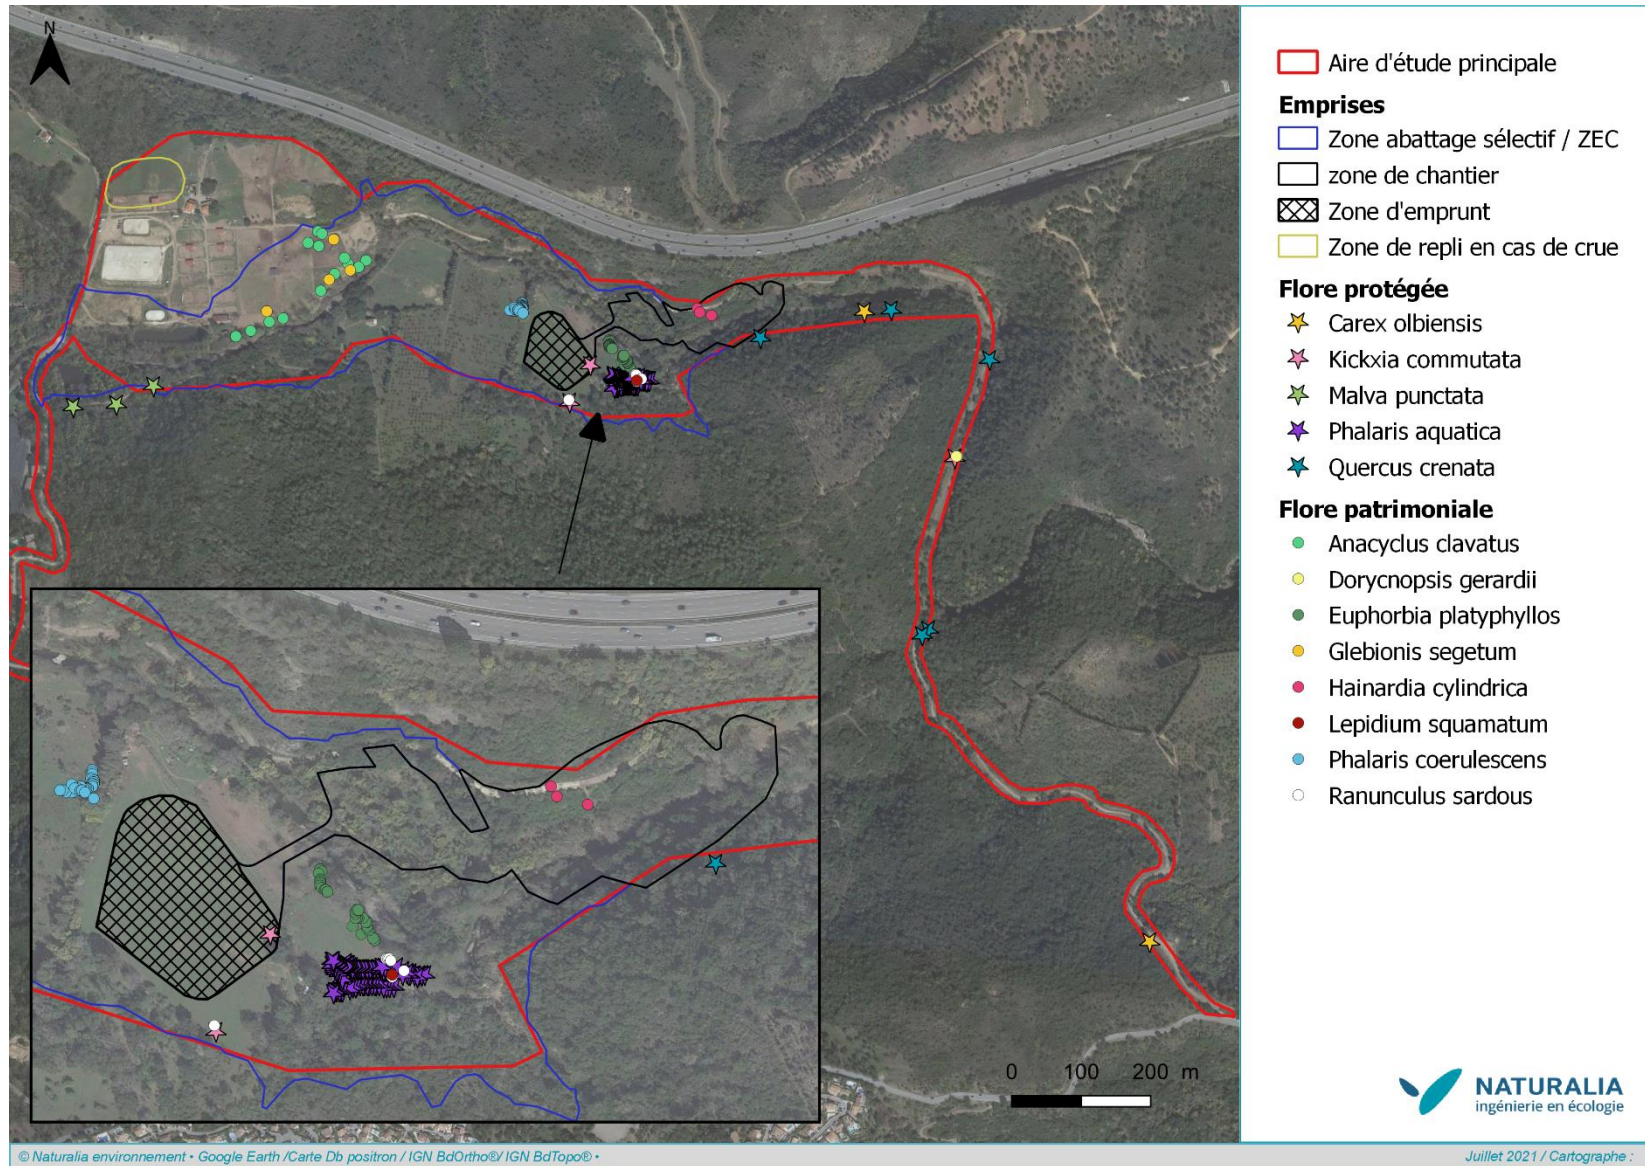 N
Aire d'étude principale
Emprises
Zone abattage sélectif / ZEC
zone de chantier
Zone d'emprunt
Zone de repli en cas de crue
Flore protégée
Carex olbiensis
Kickxia commutata
Malva punctata
Phalaris aquatica
Quercus crenata
Flore patrimoniale
Anacyclus clavatus
Dorycnopsis gerardii
Euphorbia platyphyllos
Glebionis segetum
Hainardia cylindrica
Lepidium squamatum
Phalaris coerulescens
Ranunculus sardous
0 100 200 m
NATURALIA
ingénierie en écologie
© Naturalia environnement • Google Earth /Carte Db positron / IGN BdOrtho®/ IGN BdTopo® •
Juillet 2021 / Cartographe :